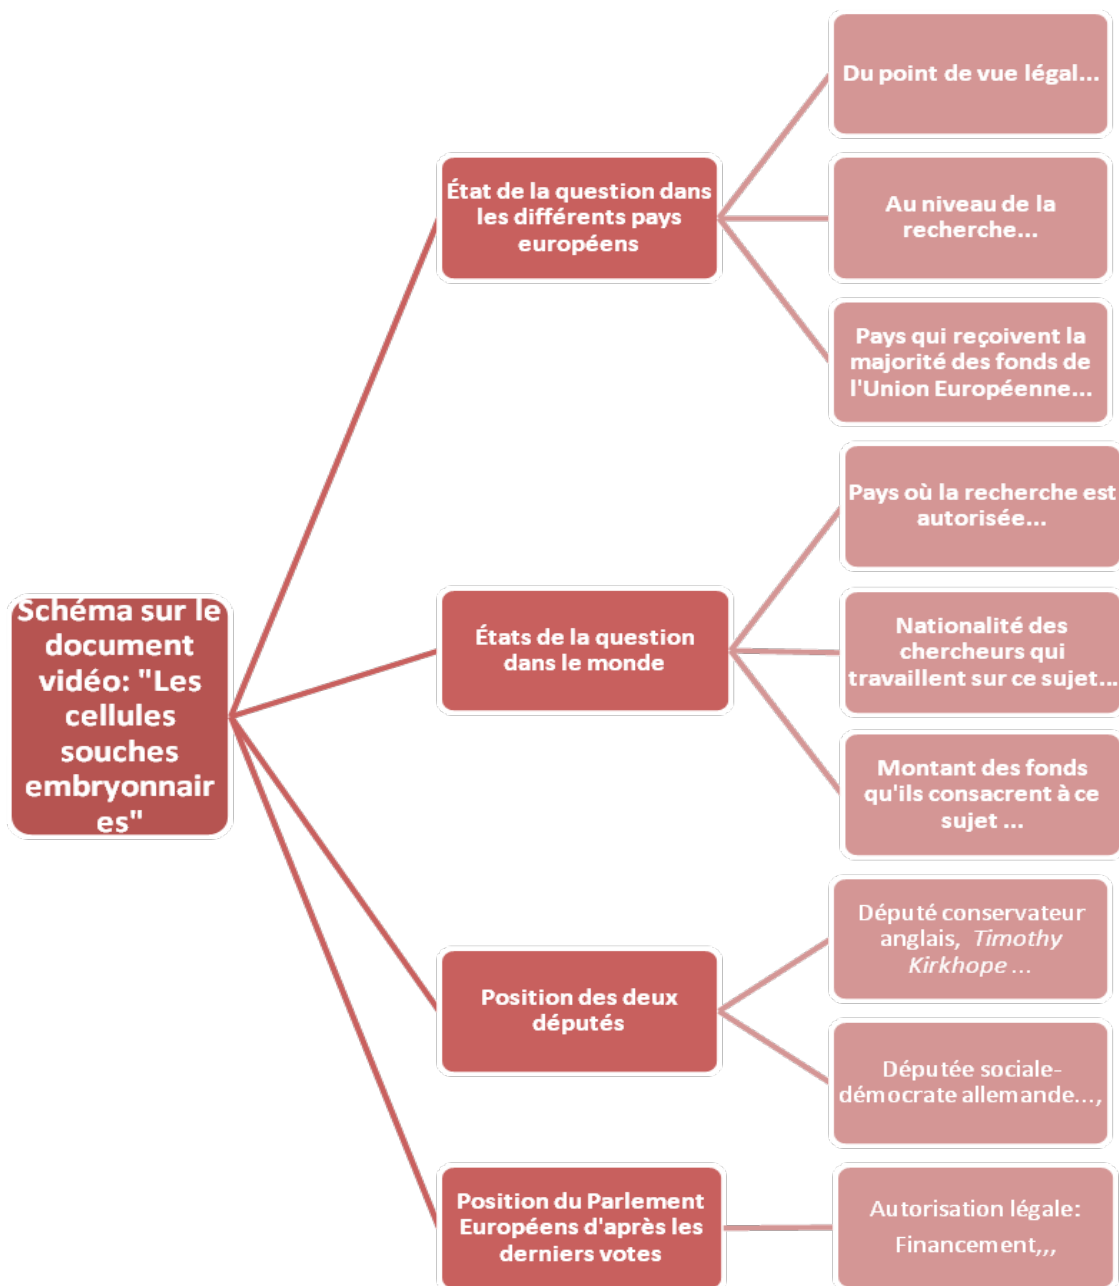 Schéma sur le
document
vidéo: "Les
cellules
souches
embryonnair
es"
État de la question dans
les différents pays
européens
Du point de vue légal...
Au niveau de la
recherche...
Pays qui reçoivent la
majorité des fonds de
l'Union Européenne...
États de la question
dans le monde
Pays où la recherche est
autorisée...
Nationalité des
chercheurs qui
travaillent sur ce sujet...
Montant des fonds
qu'ils consacrent à ce
sujet ...
Position des deux
députés
Député conservateur
anglais, Timothy
Kirkhope ...
Députée sociale-
démocrate allemande...,
Position du Parlement
Européens d'après les
derniers votes
Autorisation légale:
Financement,,,